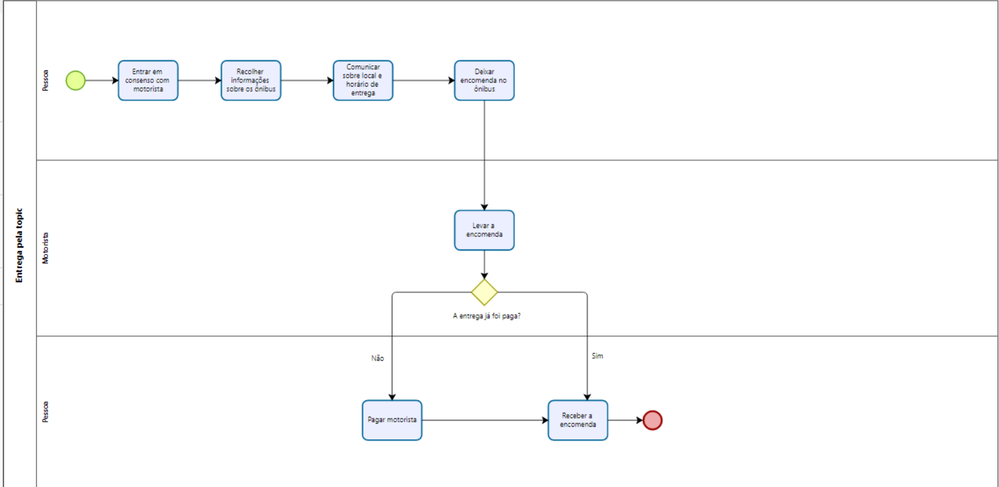 Entrega pela topic
Pessoa
Entrar em
consenso com
motorista
Recolher
informações
sobre os ônibus
Comunicar
sobre local e
horário de
entrega
Deixar
encomenda no
ônibus
Motorista
Levar a
encomenda
A entrega já foi paga?
Pessoa
Não
Sim
Pagar motorista
Receber a
encomenda